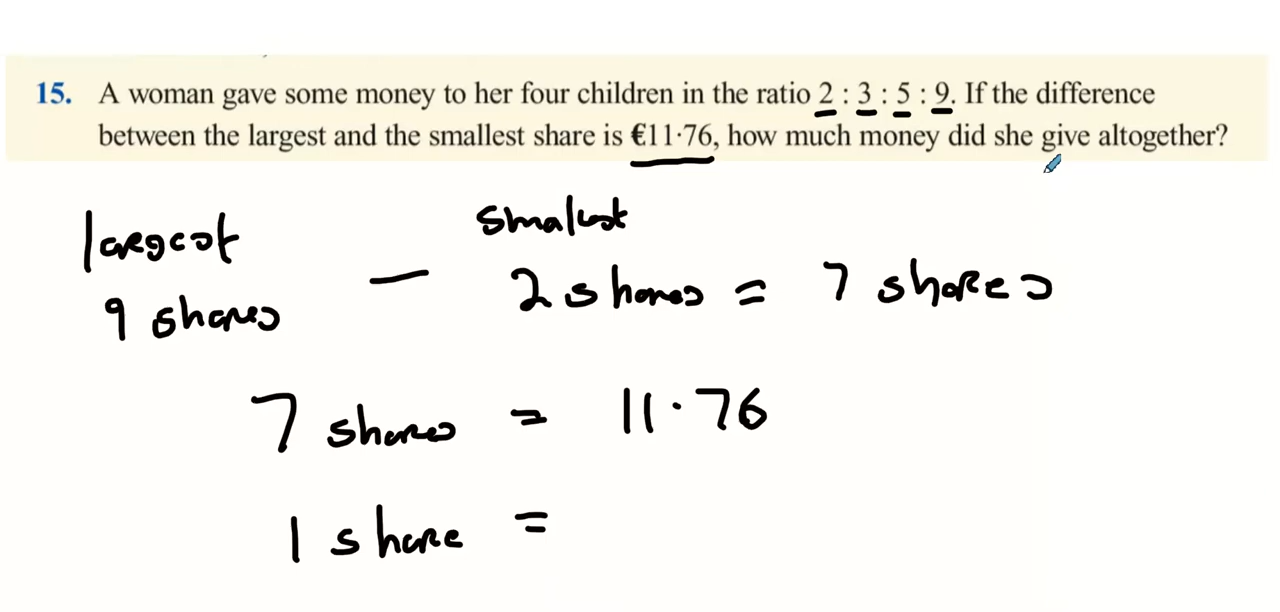 15. A woman gave some money to her four children in the ratio 2 : 3 : 5 : 9. If the difference
between the largest and the smallest share is €11·76, how much money did she give altogether?
largest smallest
9 shares — 2 shares = 7 shares
7 shares = 11·76
1 share =